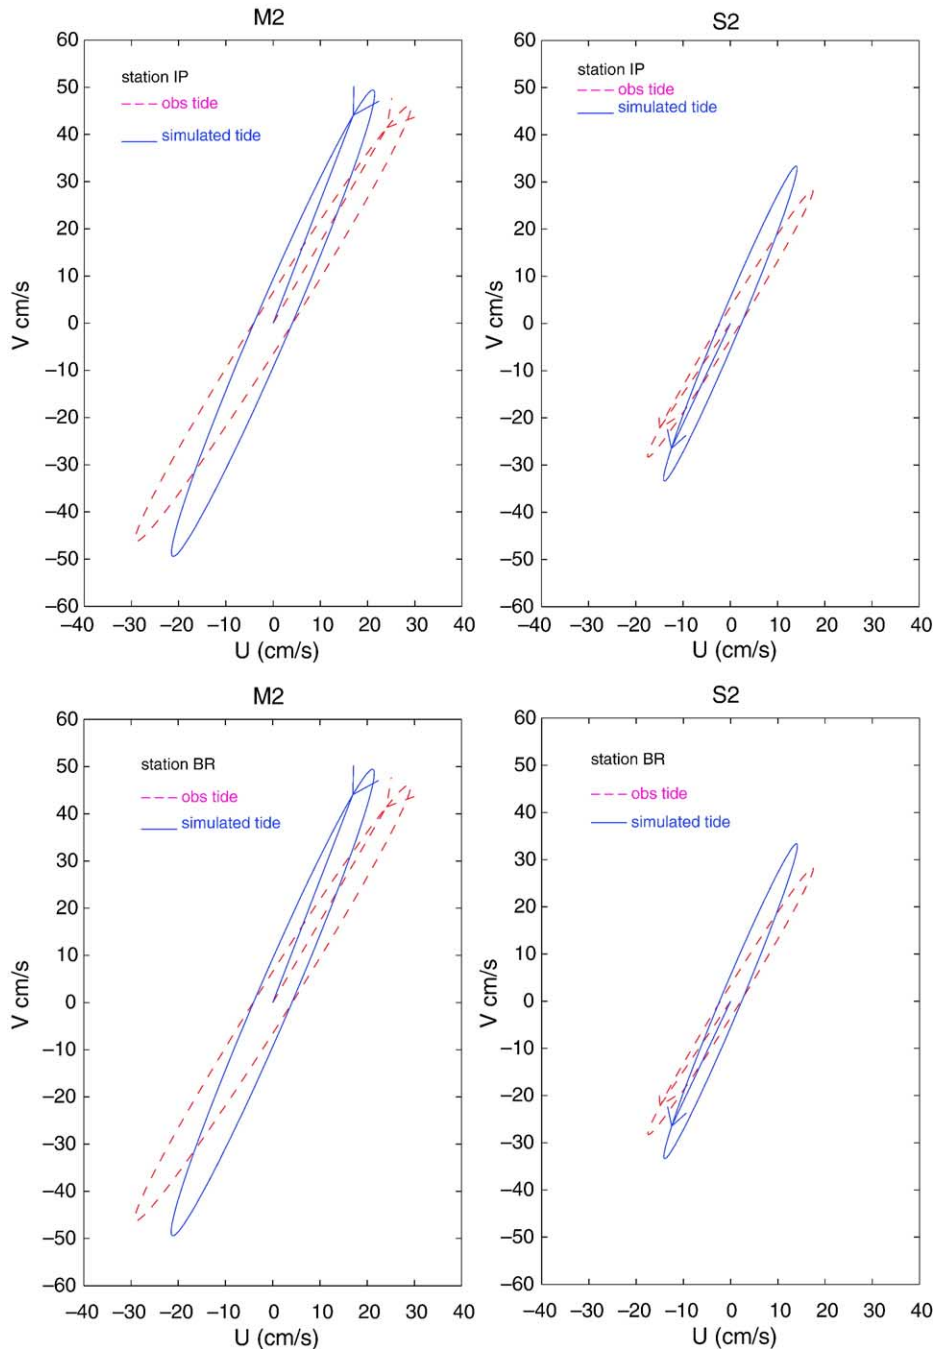 M2
60
50
40
30
20
10
0
−10
−20
−30
−40
−50
−60
V cm/s
station IP
obs tide
simulated tide
−40 −30 −20 −10 0 10 20 30 40
U (cm/s)
S2
60
50
40
30
20
10
0
−10
−20
−30
−40
−50
−60
V cm/s
station IP
obs tide
simulated tide
−40 −30 −20 −10 0 10 20 30 40
U (cm/s)
M2
60
50
40
30
20
10
0
−10
−20
−30
−40
−50
−60
V cm/s
station BR
obs tide
simulated tide
−40 −30 −20 −10 0 10 20 30 40
U (cm/s)
S2
60
50
40
30
20
10
0
−10
−20
−30
−40
−50
−60
V cm/s
station BR
obs tide
simulated tide
−40 −30 −20 −10 0 10 20 30 40
U (cm/s)